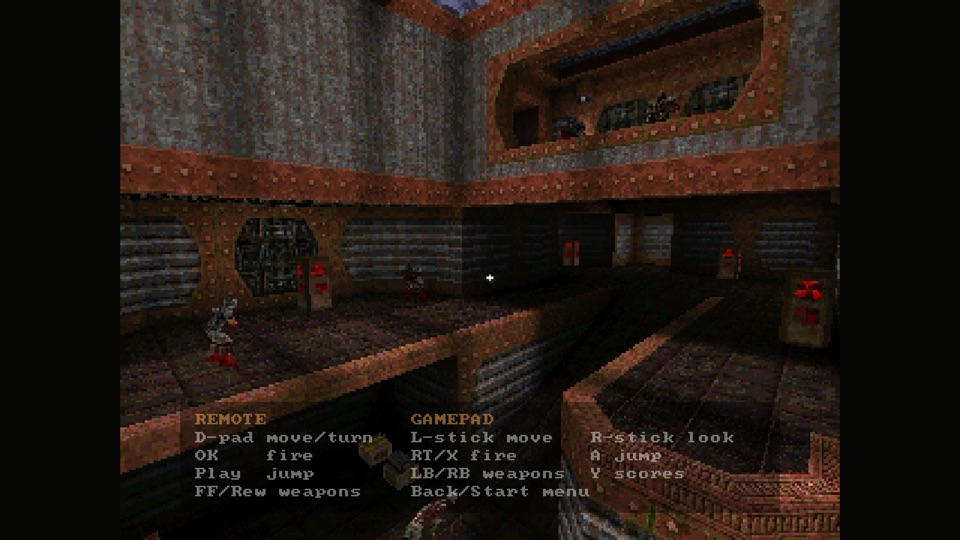 REMOTE GAMEPAD
D-pad move/turn L-stick move R-stick look
OK fire RT/X fire A jump
Play jump LB/RB weapons Y scores
FF/Rew weapons Back/Start menu